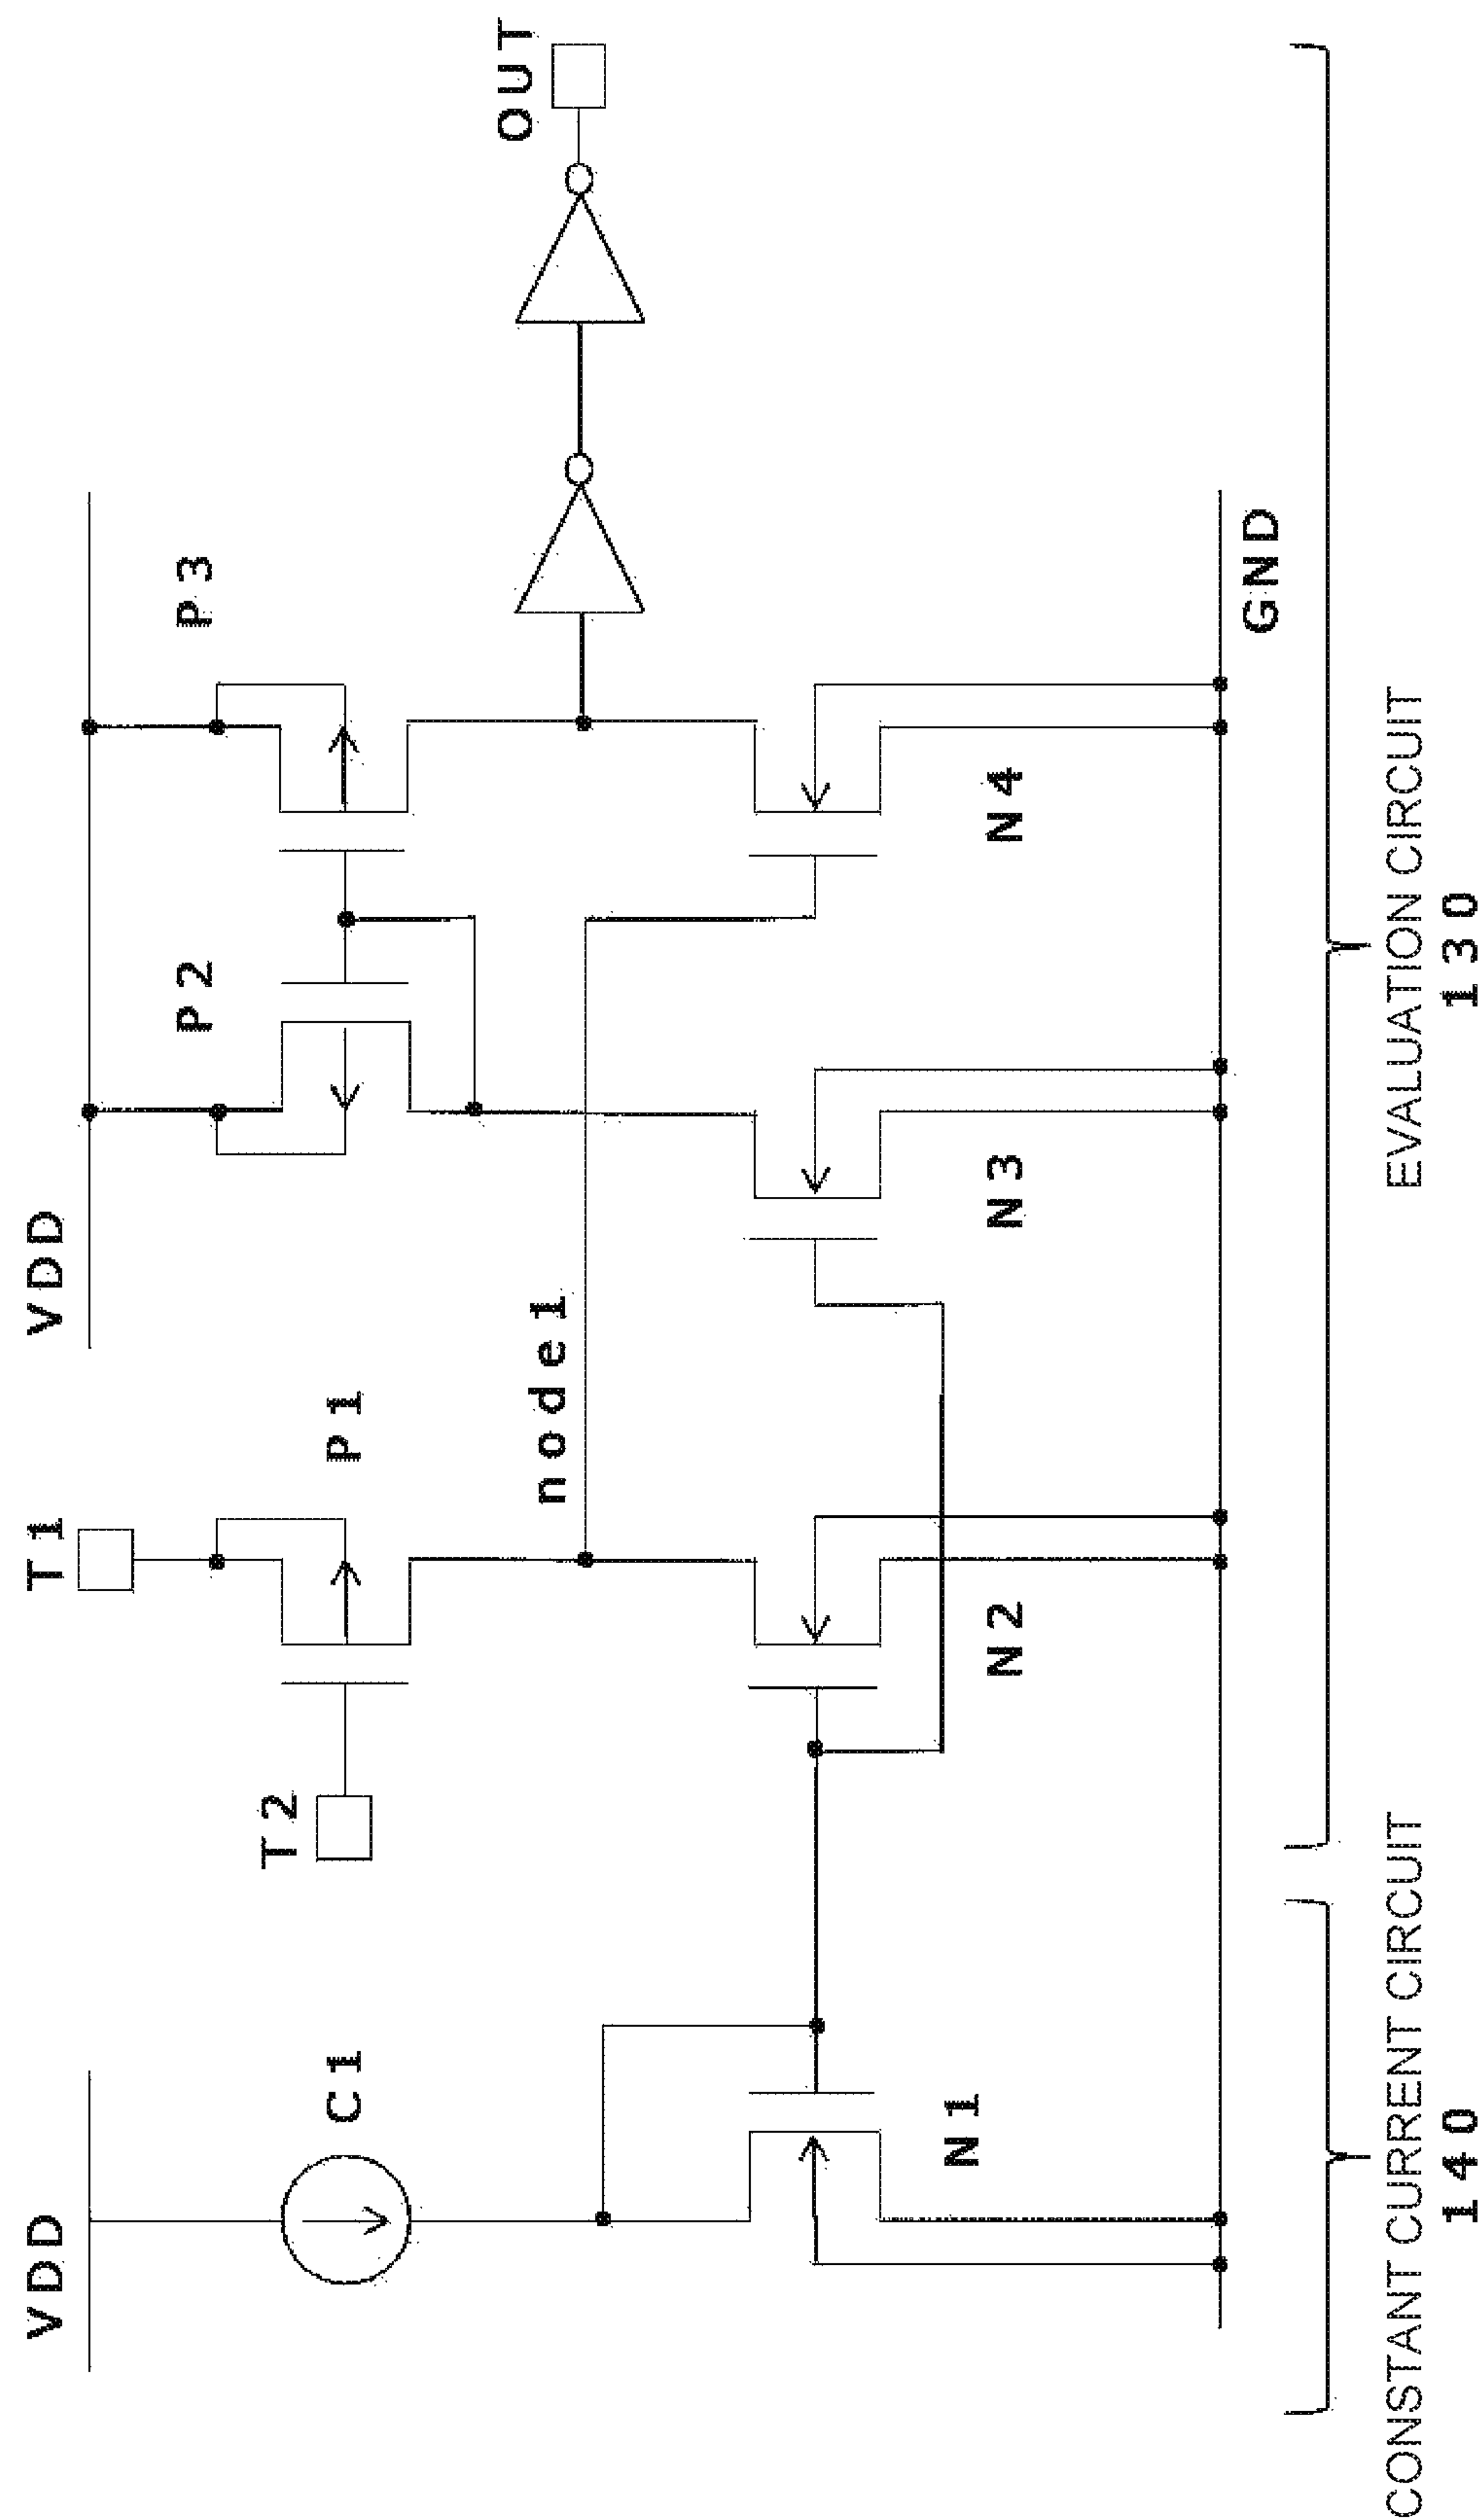 VDD
C1
N1
T2
T1
P1
node1
N2
VDD
P2
N3
P3
N4
GND
OUT
CONSTANT CURRENT CIRCUIT
140
EVALUATION CIRCUIT
130